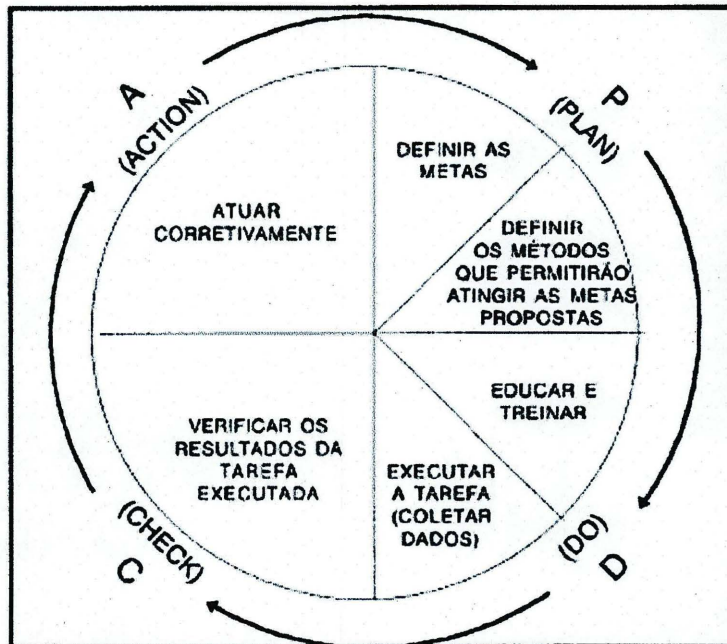 A
(ACTION)
P
(PLAN)
DEFINIR AS
METAS
ATUAR
CORRETIVAMENTE
DEFINIR
OS MÉTODOS
QUE PERMITIRÃO
ATINGIR AS METAS
PROPOSTAS
EDUCAR E
TREINAR
VERIFICAR OS
RESULTADOS DA
TAREFA
EXECUTADA
EXECUTAR
A TAREFA
(COLETAR
DADOS)
(CHECK)
C
(DO)
D